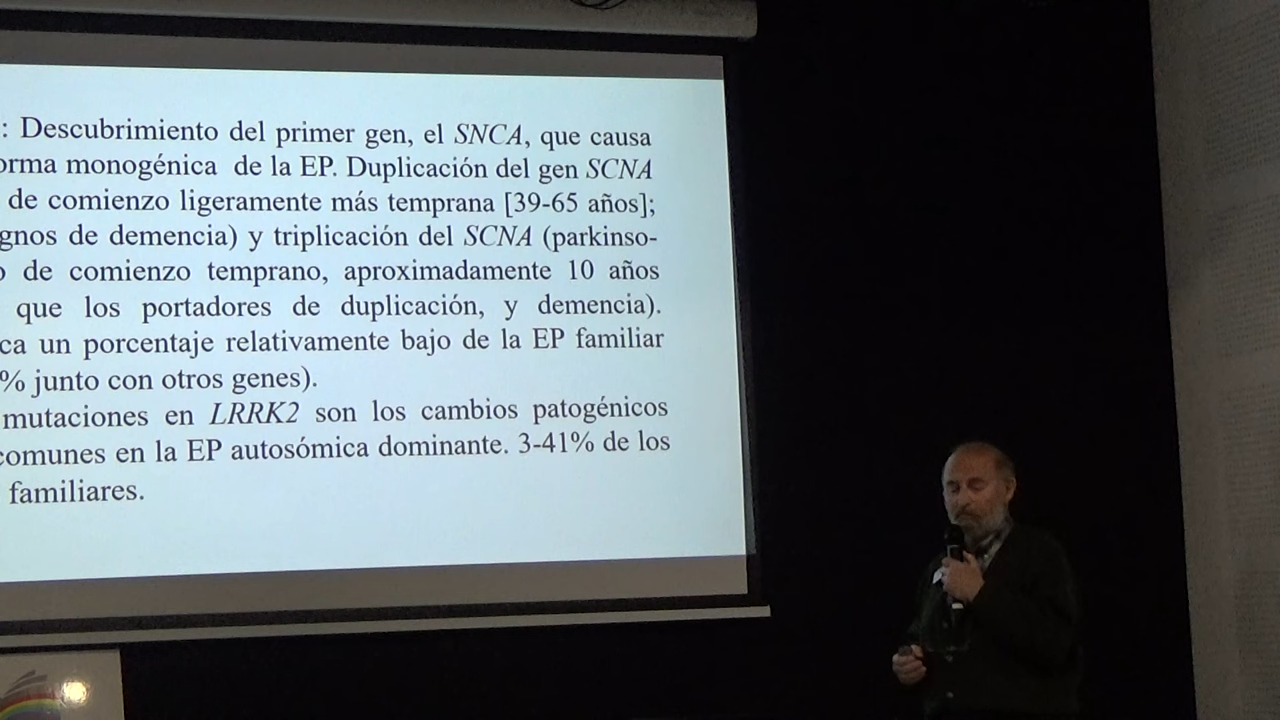 : Descubrimiento del primer gen, el SNCA, que causa
orma monogénica de la EP. Duplicación del gen SCNA
de comienzo ligeramente más temprana [39-65 años];
gnos de demencia) y triplicación del SCNA (parkinso-
o de comienzo temprano, aproximadamente 10 años
que los portadores de duplicación, y demencia).
ca un porcentaje relativamente bajo de la EP familiar
% junto con otros genes).
mutaciones en LRRK2 son los cambios patogénicos
comunes en la EP autosómica dominante. 3-41% de los
familiares.